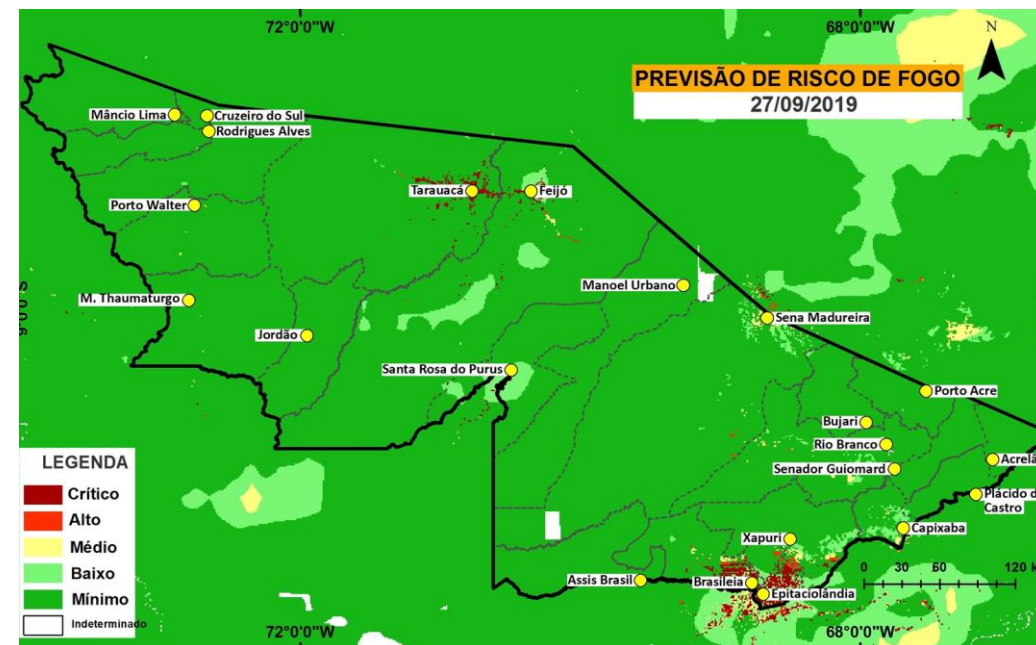 72°0'0"W
68°0'0"W
N
PREVISÃO DE RISCO DE FOGO
27/09/2019
Mâncio Lima
Cruzeiro do Sul
Rodrigues Alves
Tarauacá
Feijó
Porto Walter
Manoel Urbano
M. Thaumaturgo
9°0'0"S
Sena Madureira
Jordão
Santa Rosa do Purus
Porto Acre
Bujari
Rio Branco
Senador Guiomard
Acrelâ
Plácido d
Castro
Capixaba
Xapuri
Assis Brasil
Brasileia
Epitaciolândia
0 30 60 120 k
LEGENDA
Crítico
Alto
Médio
Baixo
Mínimo
Indeterminado
72°0'0"W
68°0'0"W